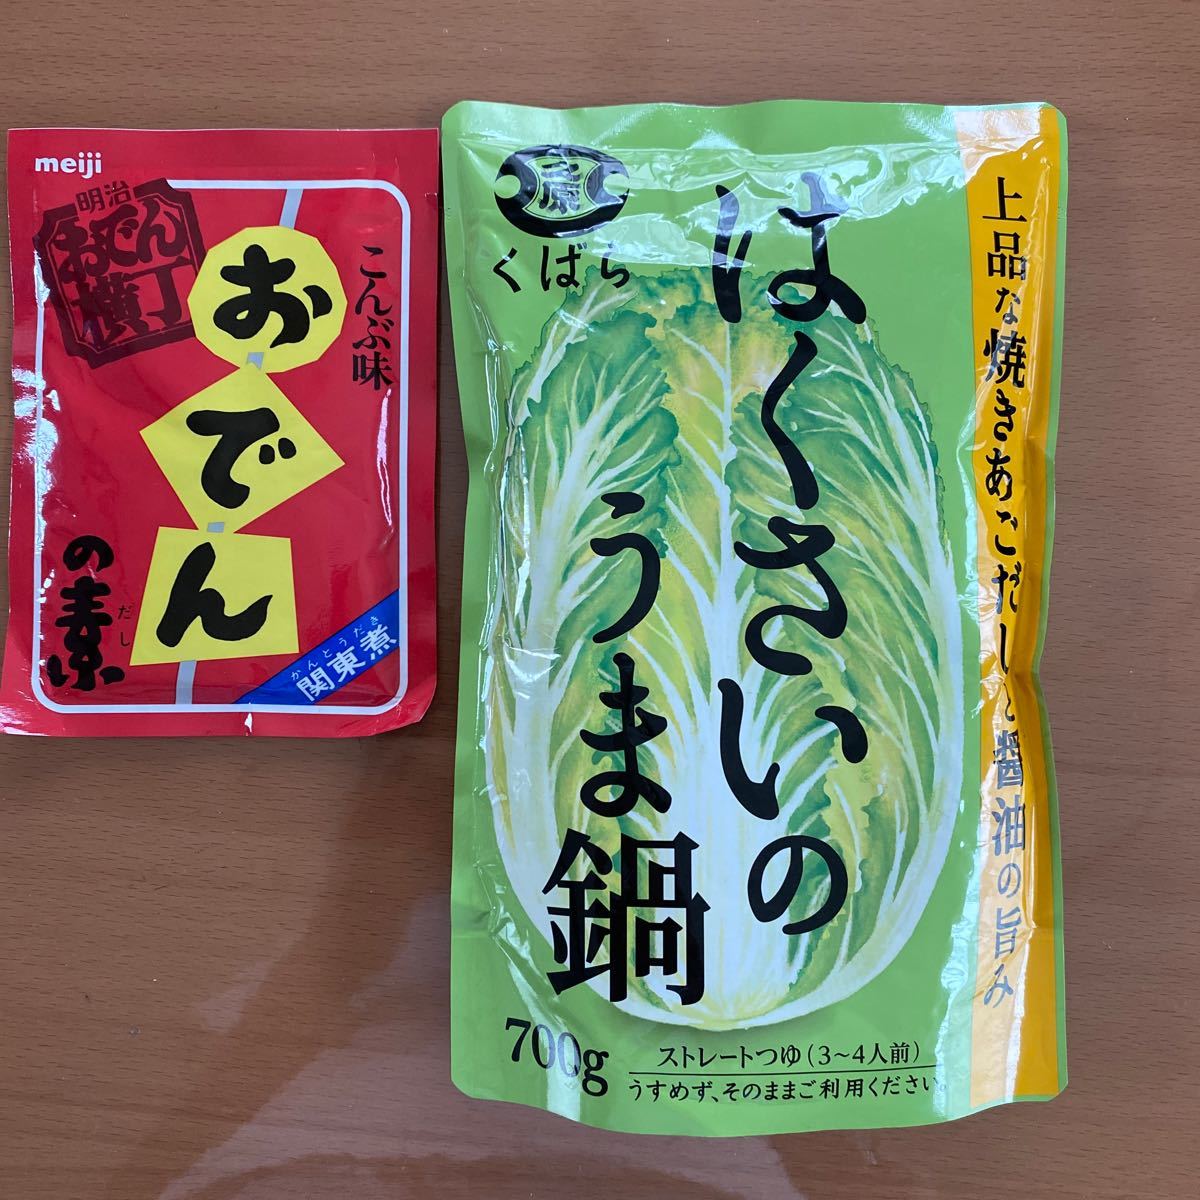 meiji
明治
おでん
横丁
こんぶ味
おでん
の素
だし
かんとうだき
関東煮
くばら
はくさいの
うま鍋
上品な焼きあごだしと醤油の旨み
700g
ストレートつゆ(3~4人前)
うすめず、そのままご利用ください。